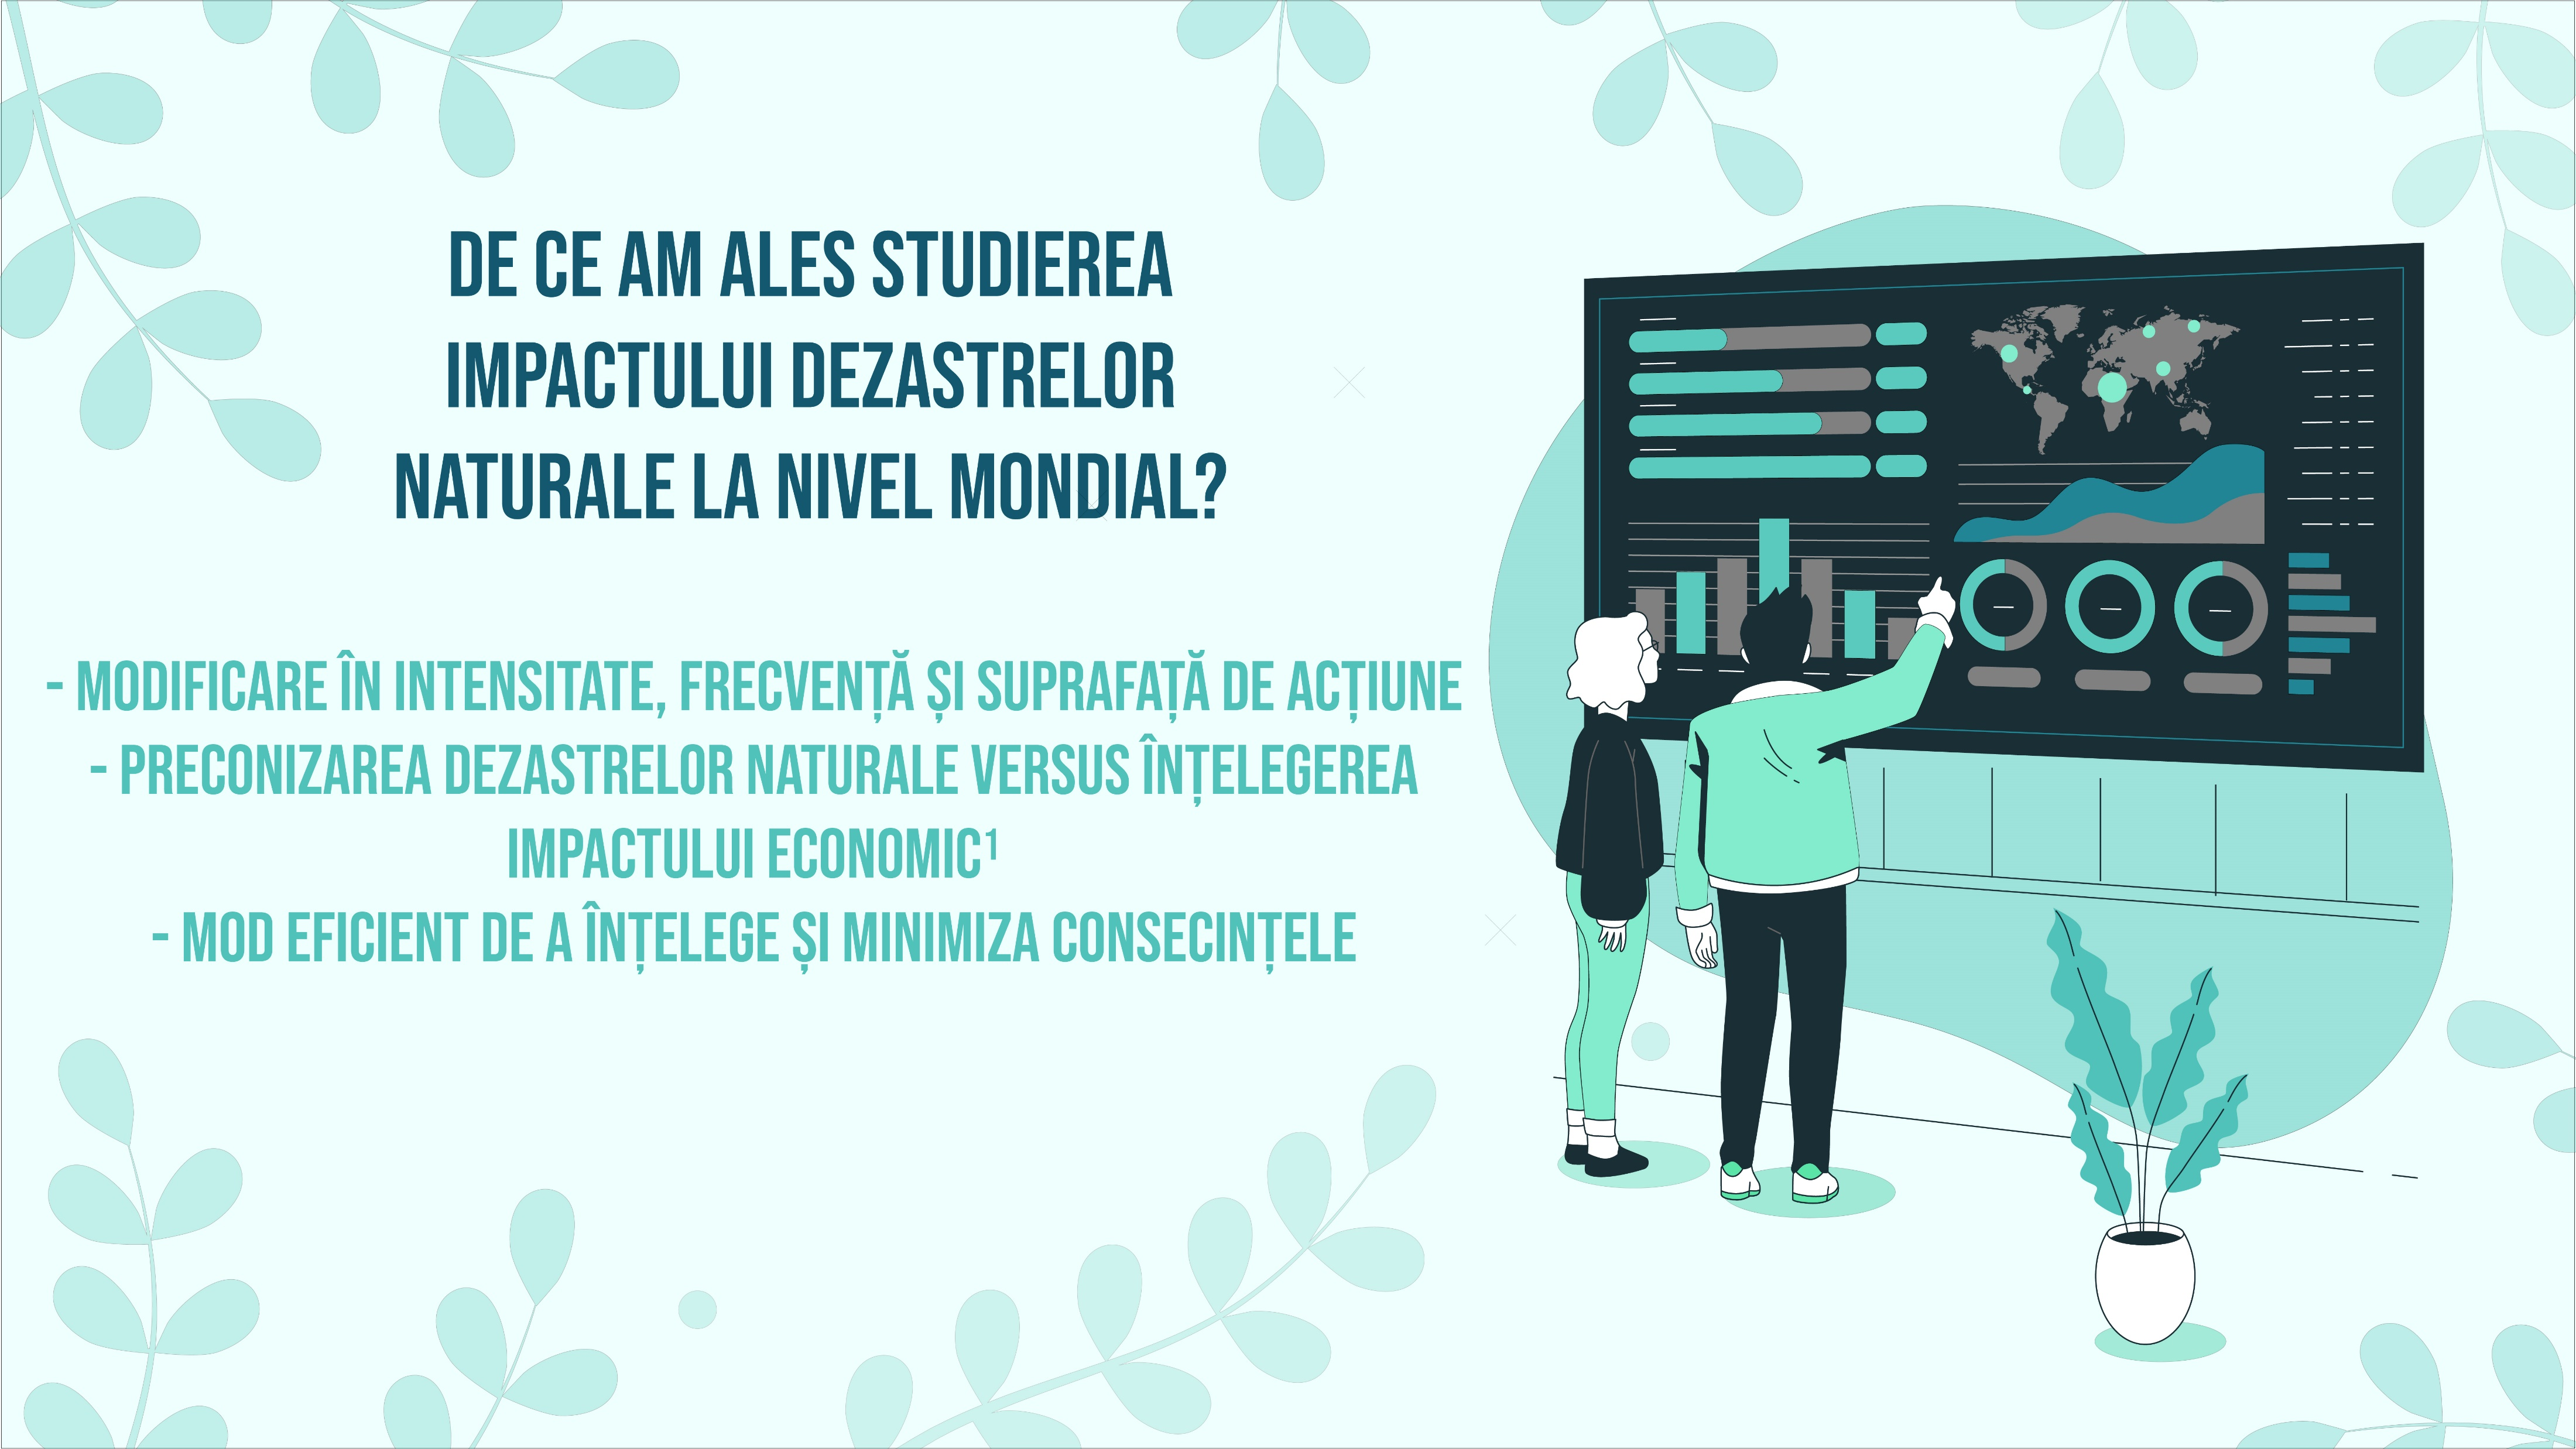 DE CE AM ALES STUDIEREA
IMPACTULUI DEZASTRELOR
NATURALE LA NIVEL MONDIAL?
- MODIFICARE ÎN INTENSITATE, FRECVENȚĂ ȘI SUPRAFAȚĂ DE ACȚIUNE
- PRECONIZAREA DEZASTRELOR NATURALE VERSUS ÎNȚELEGEREA
IMPACTULUI ECONOMIC¹
- MOD EFICIENT DE A ÎNȚELEGE ȘI MINIMIZA CONSECINȚELE